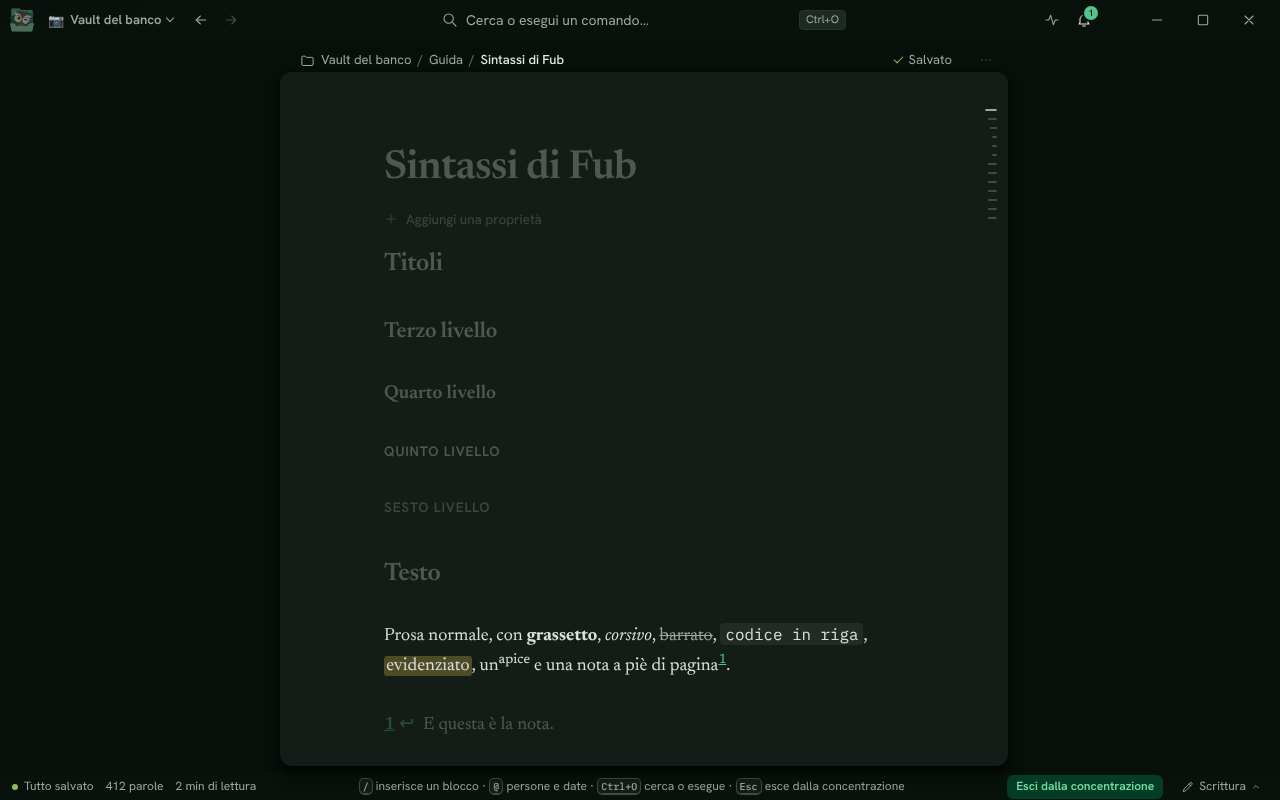 Vault del banco
Cerca o esegui un comando...
Ctrl+O
1
Vault del banco / Guida / Sintassi di Fub
Salvato
Sintassi di Fub
Aggiungi una proprietà
Titoli
Terzo livello
Quarto livello
QUINTO LIVELLO
SESTO LIVELLO
Testo
Prosa normale, con grassetto, corsivo, barrato, codice in riga,
evidenziato, un apice e una nota a piè di pagina1.
1 ↩ E questa è la nota.
Tutto salvato 412 parole 2 min di lettura
/ inserisce un blocco · @ persone e date · Ctrl+O cerca o esegue · Esc esce dalla concentrazione
Esci dalla concentrazione
Scrittura